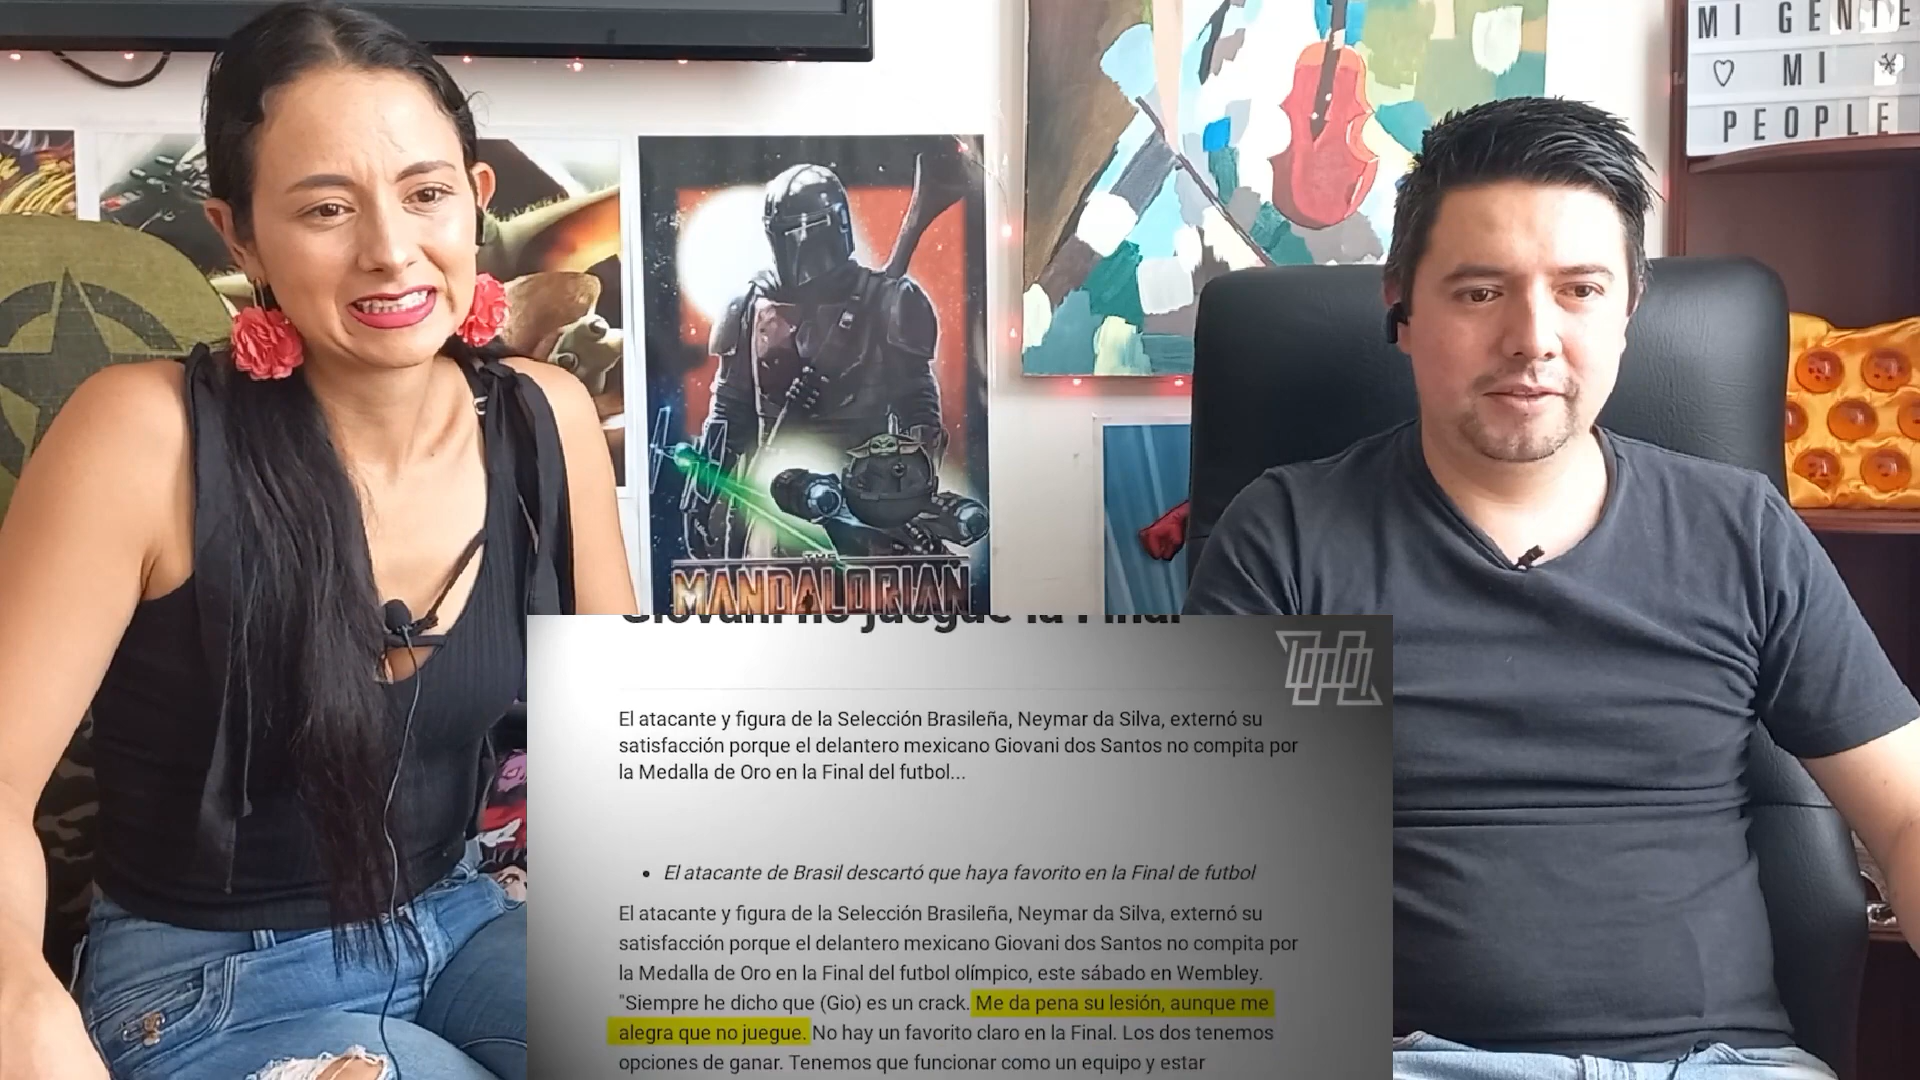 MI GENTE
♡ MI
PEOPLE
THE
MANDALORIAN
Giovani no juegue la Final
El atacante y figura de la Selección Brasileña, Neymar da Silva, externó su
satisfacción porque el delantero mexicano Giovani dos Santos no compita por
la Medalla de Oro en la Final del futbol...
• El atacante de Brasil descartó que haya favorito en la Final de futbol
El atacante y figura de la Selección Brasileña, Neymar da Silva, externó su
satisfacción porque el delantero mexicano Giovani dos Santos no compita por
la Medalla de Oro en la Final del futbol olímpico, este sábado en Wembley.
"Siempre he dicho que (Gio) es un crack. Me da pena su lesión, aunque me
alegra que no juegue. No hay un favorito claro en la Final. Los dos tenemos
opciones de ganar. Tenemos que funcionar como un equipo y estar